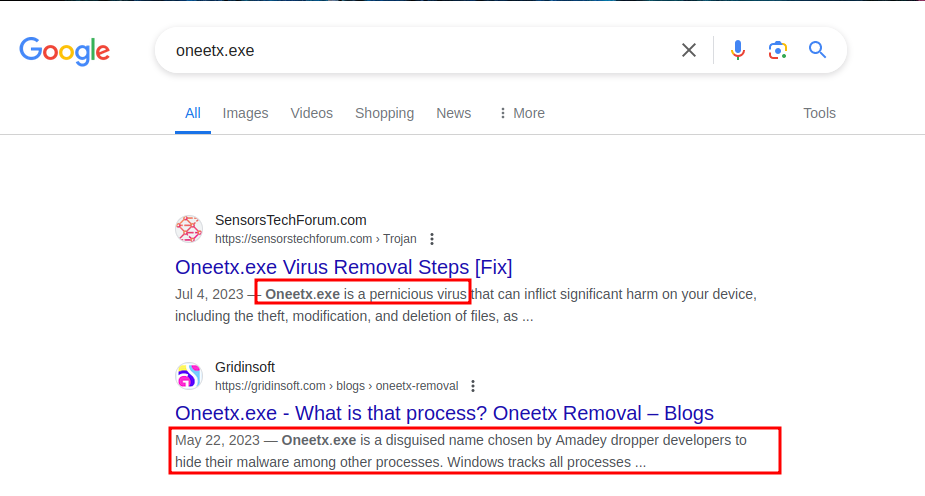 Google
oneetx.exe
All Images Videos Shopping News More Tools
SensorsTechForum.com
https://sensorstechforum.com › Trojan
Oneetx.exe Virus Removal Steps [Fix]
Jul 4, 2023 — Oneetx.exe is a pernicious virus that can inflict significant harm on your device,
including the theft, modification, and deletion of files, as ...
Gridinsoft
https://gridinsoft.com › blogs › oneetx-removal
Oneetx.exe - What is that process? Oneetx Removal – Blogs
May 22, 2023 — Oneetx.exe is a disguised name chosen by Amadey dropper developers to
hide their malware among other processes. Windows tracks all processes ...